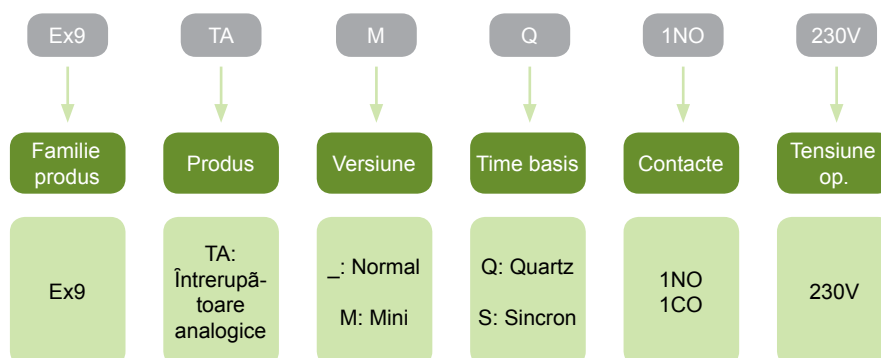 Ex9 TA M Q 1NO 230V
Familie produs
Produs
Versiune
Time basis
Contacte
Tensiune op.
Ex9
TA:
Întrerupã-
toare
analogice
_: Normal
M: Mini
Q: Quartz
S: Sincron
1NO
1CO
230V